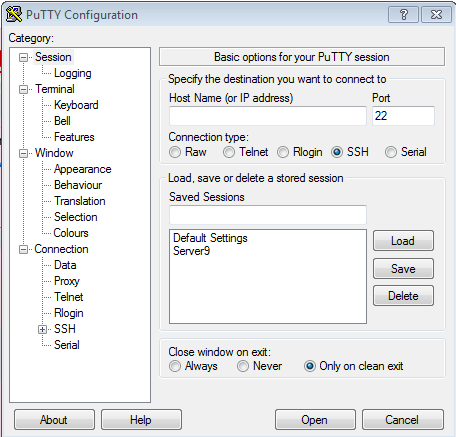 PuTTY Configuration
Category:
Session
Logging
Terminal
Keyboard
Bell
Features
Window
Appearance
Behaviour
Translation
Selection
Colours
Connection
Data
Proxy
Telnet
Rlogin
SSH
Serial
Basic options for your PuTTY session
Specify the destination you want to connect to
Host Name (or IP address) Port
22
Connection type:
Raw Telnet Rlogin SSH Serial
Load, save or delete a stored session
Saved Sessions
Default Settings
Server9
Load
Save
Delete
Close window on exit:
Always Never Only on clean exit
About Help Open Cancel